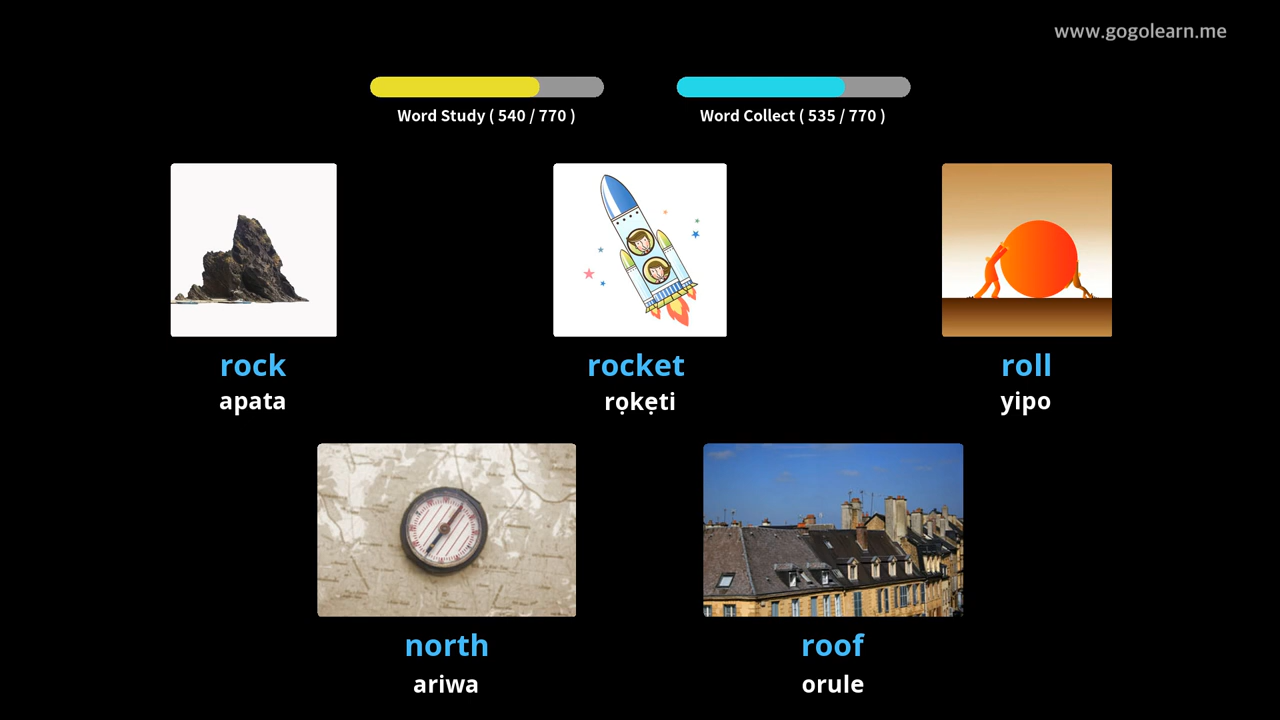 www.gogolearn.me
Word Study ( 540 / 770 )
Word Collect ( 535 / 770 )
rock
apata
rocket
rọkẹti
roll
yipo
north
ariwa
roof
orule